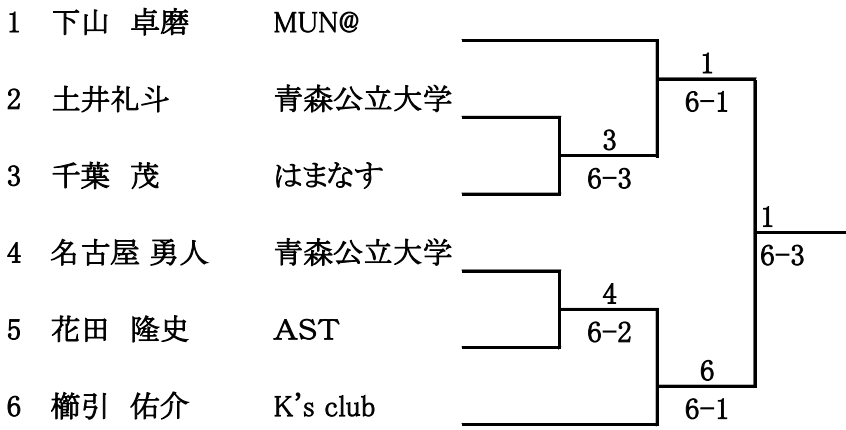 1 下山 卓磨 MUN@
1
6-1
2 土井礼斗 青森公立大学
3
6-3
3 千葉 茂 はまなす
1
6-3
4 名古屋 勇人 青森公立大学
4
6-2
5 花田 隆史 AST
6
6-1
6 櫛引 佑介 K's club